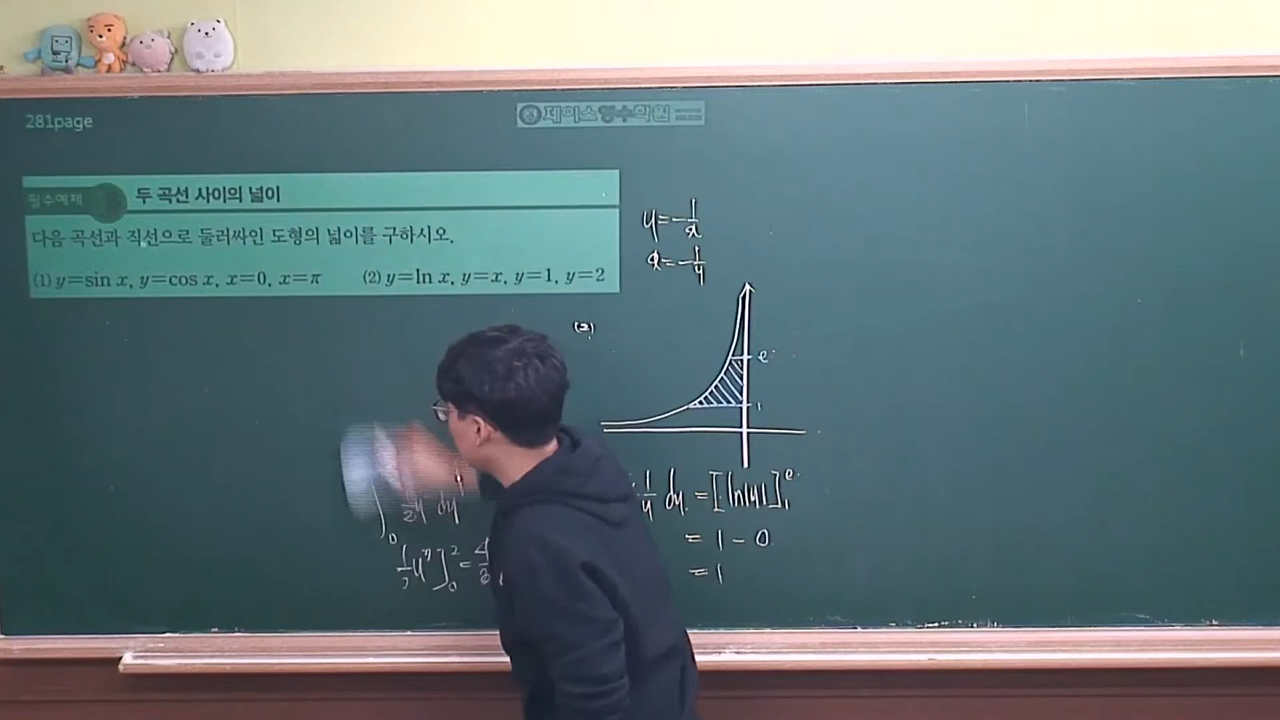 281page
제이스영수학원
필수예제
두 곡선 사이의 넓이
다음 곡선과 직선으로 둘러싸인 도형의 넓이를 구하시오.
(1) y=sin x, y=cos x, x=0, x=π (2) y=ln x, y=x, y=1, y=2
y=-1/x
x=-1/y
(2)
e
1
1/y dy = [ln|y|]₁ᵉ
= 1 - 0
= 1